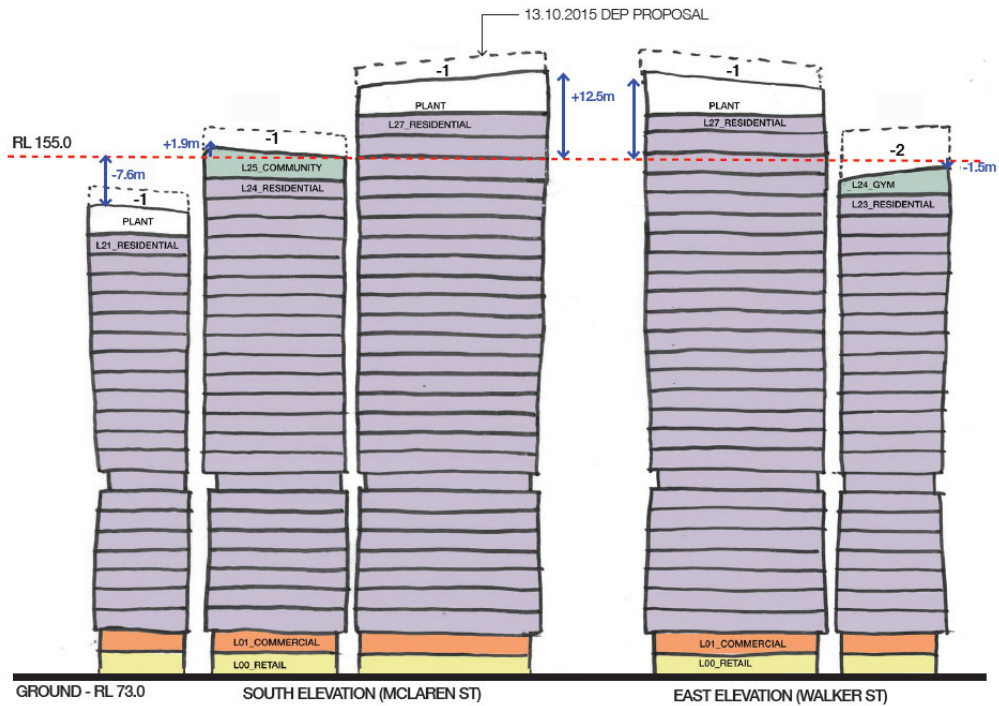 13.10.2015 DEP PROPOSAL
-1
-1
PLANT
PLANT
+12.5m
L27_RESIDENTIAL
L27_RESIDENTIAL
RL 155.0
+1.9m
-1
-2
-7.6m
L25_COMMUNITY
-1.5m
L24_RESIDENTIAL
L24_GYM
-1
L23_RESIDENTIAL
PLANT
L21_RESIDENTIAL
L01_COMMERCIAL
L01_COMMERCIAL
L00_RETAIL
L00_RETAIL
GROUND - RL 73.0
SOUTH ELEVATION (MCLAREN ST)
EAST ELEVATION (WALKER ST)